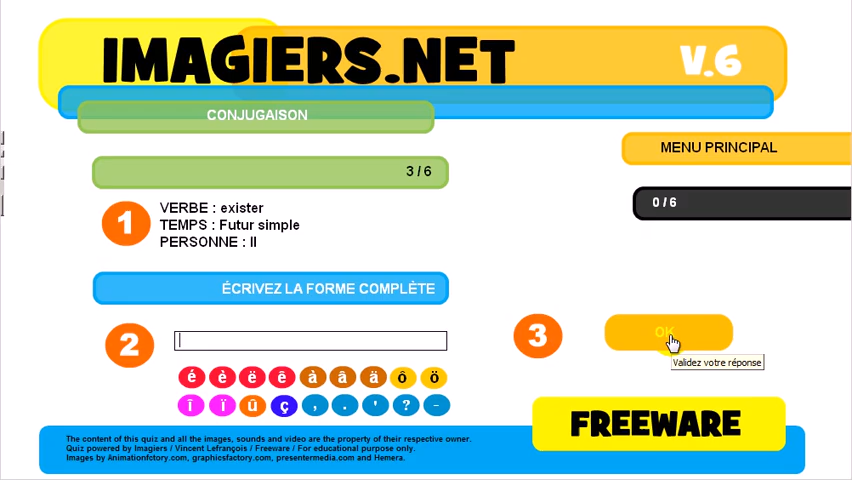 IMAGIERS.NET
V.6
CONJUGAISON
MENU PRINCIPAL
3 / 6
0 / 6
1
VERBE : exister
TEMPS : Futur simple
PERSONNE : Il
ÉCRIVEZ LA FORME COMPLÈTE
2
3
OK
Validez votre réponse
é è ë ê à â ä ô ö
Î Ï Û ç , . ' ? -
FREEWARE
The content of this quiz and all the images, sounds and video are the property of their respective owner.
Quiz powered by Imagiers / Vincent Lefrançois / Freeware / For educational purpose only.
Images by Animationfctory.com, graphicsfactory.com, presentermedia.com and Hemera.